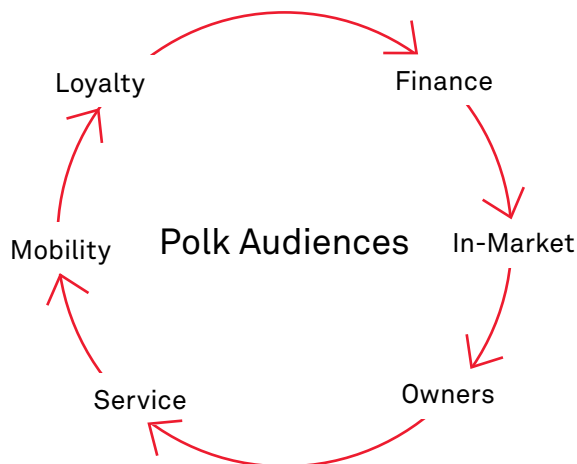 Loyalty
Finance
Mobility
Polk Audiences
In-Market
Service
Owners